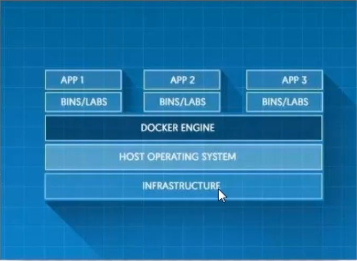 APP 1 APP 2 APP 3
BINS/LABS BINS/LABS BINS/LABS
DOCKER ENGINE
HOST OPERATING SYSTEM
INFRASTRUCTURE